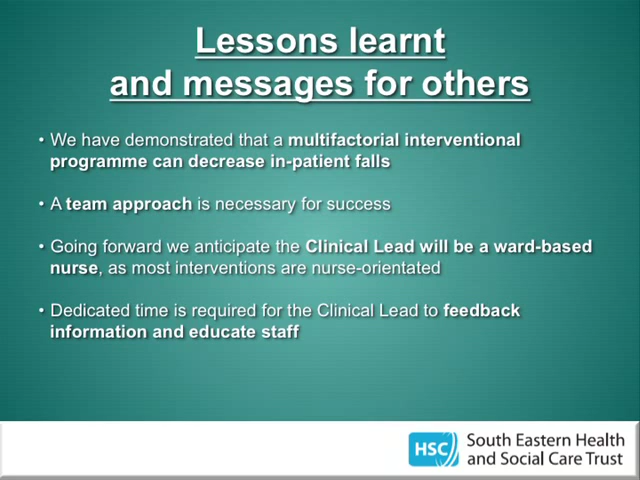 Lessons learnt
and messages for others
• We have demonstrated that a multifactorial interventional
programme can decrease in-patient falls
• A team approach is necessary for success
• Going forward we anticipate the Clinical Lead will be a ward-based
nurse, as most interventions are nurse-orientated
• Dedicated time is required for the Clinical Lead to feedback
information and educate staff
HSC South Eastern Health
and Social Care Trust